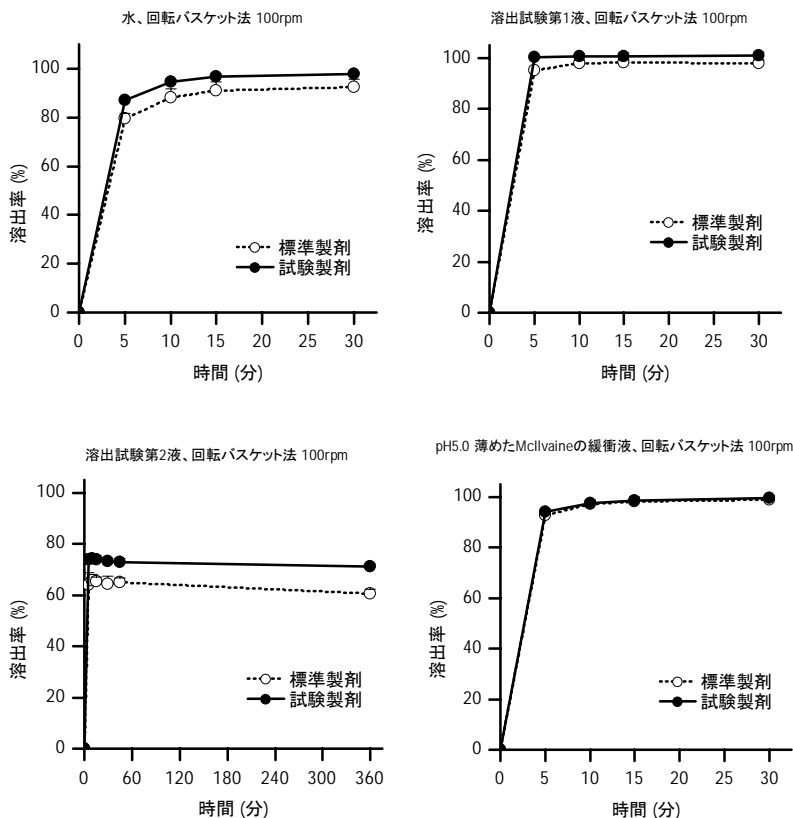 水、回転バスケット法 100rpm
100
80
60
40
20
0
溶出率 (%)
標準製剤
試験製剤
0 5 10 15 20 25 30
時間 (分)
溶出試験第1液、回転バスケット法 100rpm
100
80
60
40
20
0
溶出率 (%)
標準製剤
試験製剤
0 5 10 15 20 25 30
時間 (分)
溶出試験第2液、回転バスケット法 100rpm
100
80
60
40
20
0
溶出率 (%)
標準製剤
試験製剤
0 60 120 180 240 300 360
時間 (分)
pH5.0 薄めたMcIlvaineの緩衝液、回転バスケット法 100rpm
100
80
60
40
20
0
溶出率 (%)
標準製剤
試験製剤
0 5 10 15 20 25 30
時間 (分)